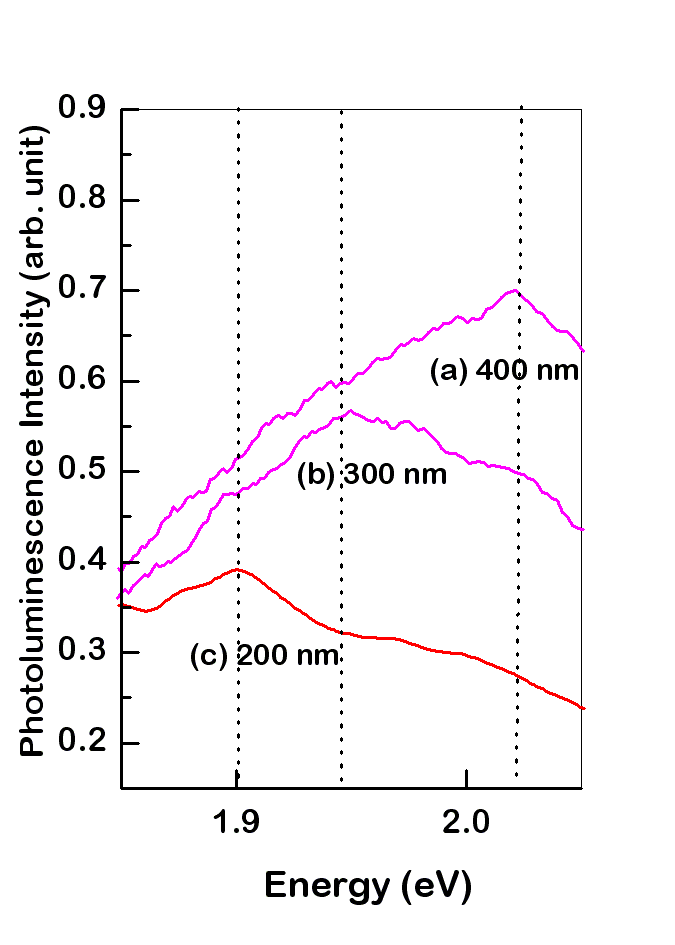 Photoluminescence Intensity (arb. unit)
0.9
0.8
0.7
0.6
0.5
0.4
0.3
0.2
(a) 400 nm
(b) 300 nm
(c) 200 nm
1.9
2.0
Energy (eV)